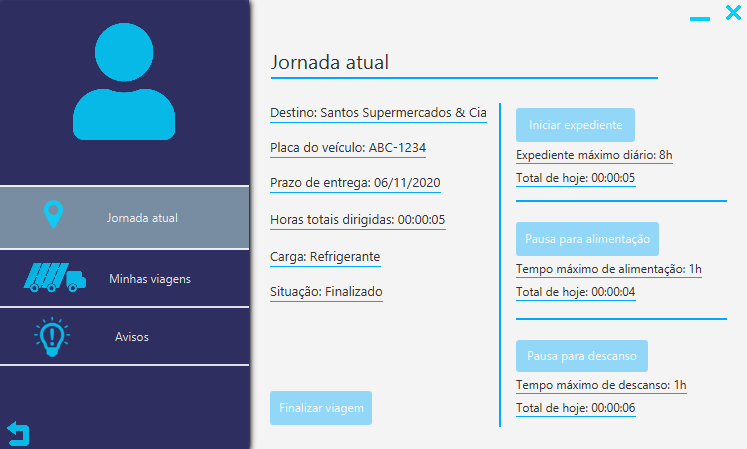 Jornada atual
Minhas viagens
Avisos
Jornada atual
Destino: Santos Supermercados & Cia
Placa do veículo: ABC-1234
Prazo de entrega: 06/11/2020
Horas totais dirigidas: 00:00:05
Carga: Refrigerante
Situação: Finalizado
Finalizar viagem
Iniciar expediente
Expediente máximo diário: 8h
Total de hoje: 00:00:05
Pausa para alimentação
Tempo máximo de alimentação: 1h
Total de hoje: 00:00:04
Pausa para descanso
Tempo máximo de descanso: 1h
Total de hoje: 00:00:06